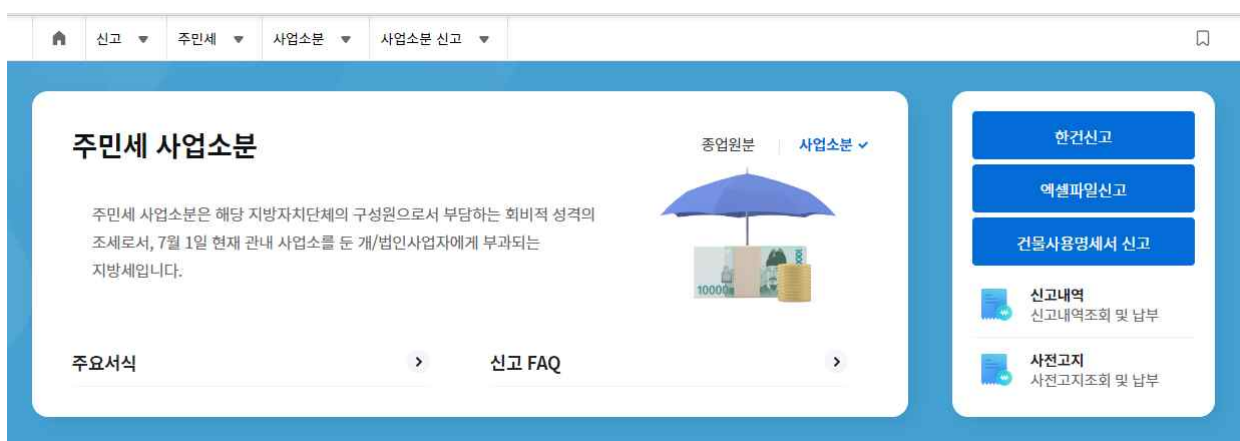 신고 ▼ 주민세 ▼ 사업소분 ▼ 사업소분 신고 ▼
주민세 사업소분
종업원분 사업소분
주민세 사업소분은 해당 지방자치단체의 구성원으로서 부담하는 회비적 성격의
조세로서, 7월 1일 현재 관내 사업소를 둔 개/법인사업자에게 부과되는
지방세입니다.
10000
주요서식
신고 FAQ
한건신고
엑셀파일신고
건물사용명세서 신고
신고내역
신고내역조회 및 납부
사전고지
사전고지조회 및 납부